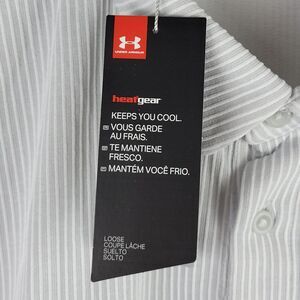 UNDER ARMOUR
heatgear
KEEPS YOU COOL.
VOUS GARDE
AU FRAIS.
TE MANTIENE
FRESCO.
MANTÉM VOCÊ FRIO.
LOOSE
COUPE LÂCHE
SUELTO
SOLTO